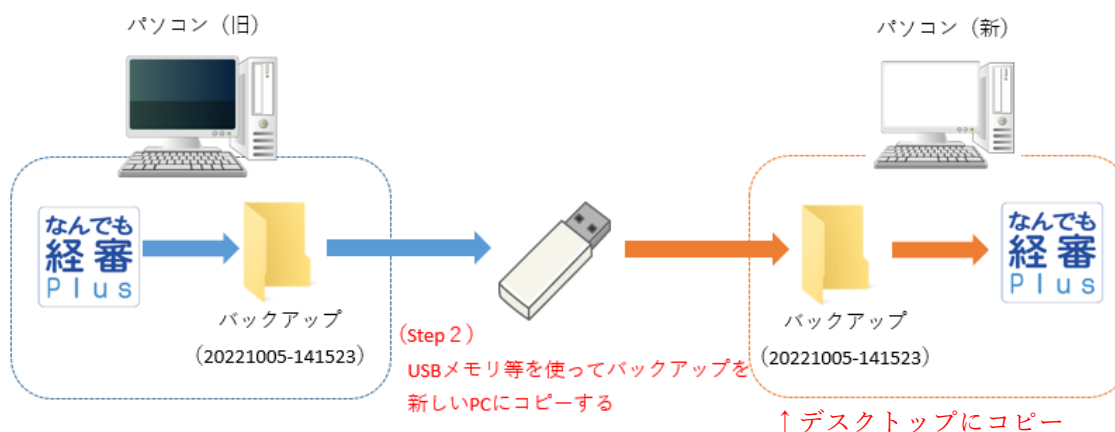 パソコン（旧）
パソコン（新）
なんでも
経審
Plus
なんでも
経審
Plus
バックアップ
（20221005-141523）
（Step２）
USBメモリ等を使ってバックアップを
新しいPCにコピーする
バックアップ
（20221005-141523）
↑デスクトップにコピー